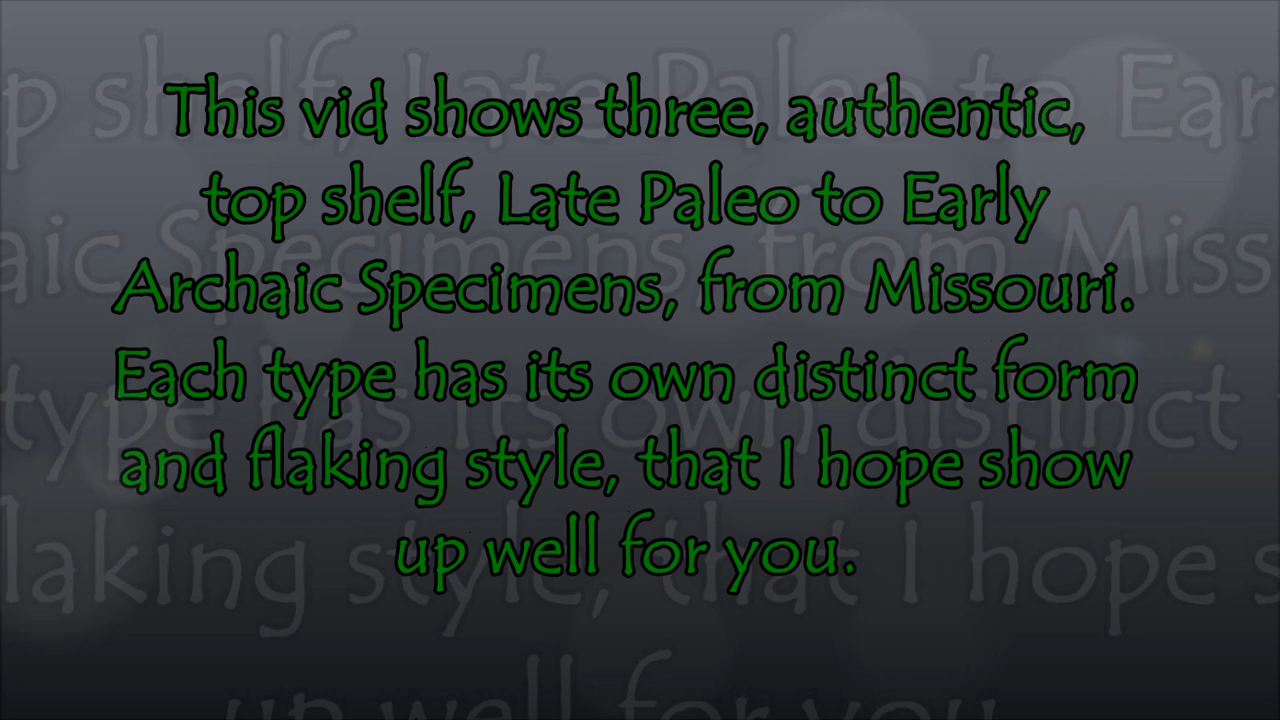 This vid shows three, authentic,
top shelf, Late Paleo to Early
Archaic Specimens, from Missouri.
Each type has its own distinct form
and flaking style, that I hope show
up well for you.